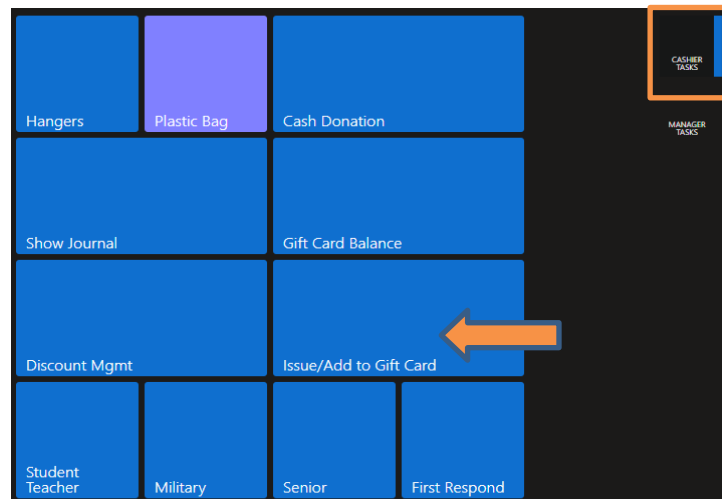 Hangers
Plastic Bag
Cash Donation
CASHIER
TASKS
MANAGER
TASKS
Show Journal
Gift Card Balance
Discount Mgmt
Issue/Add to Gift Card
Student
Teacher
Military
Senior
First Respond